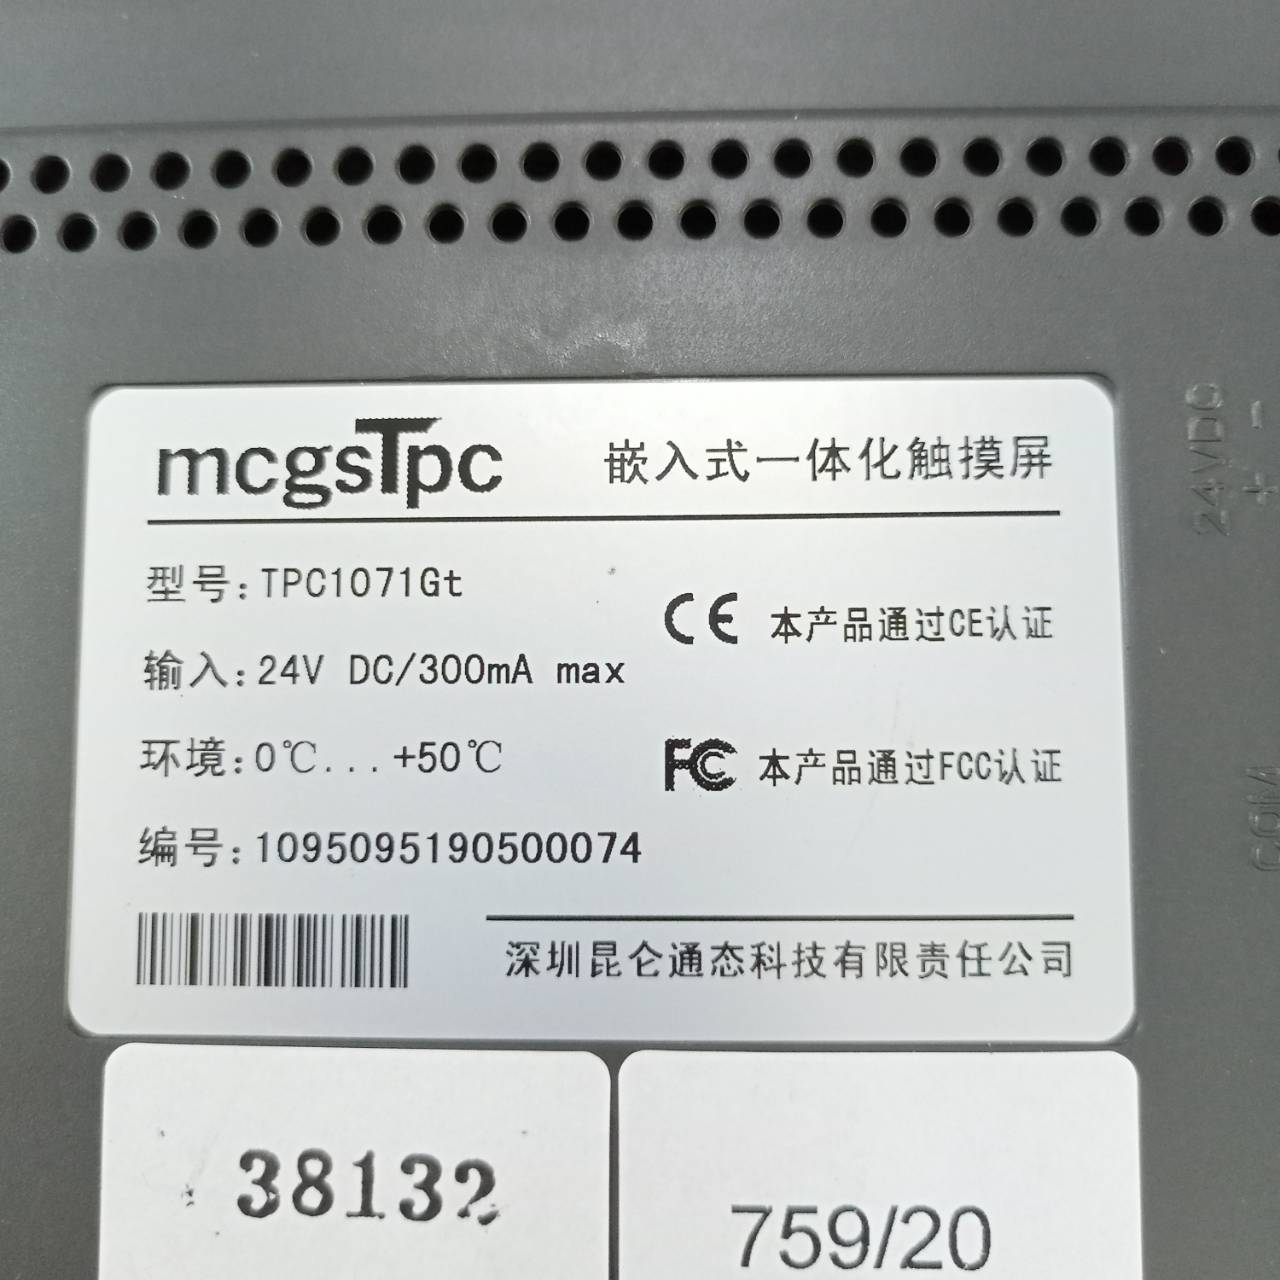 mcgsTpc 嵌入式一体化触摸屏
型号:TPC1071Gt
CE 本产品通过CE认证
输入:24V DC/300mA max
环境:0℃...+50℃
FC 本产品通过FCC认证
编号:1095095190500074
深圳昆仑通态科技有限责任公司
24VDC
- +
COM
38132
759/20